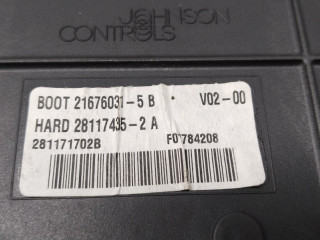 JOHNSON
CONTROLS
BOOT 21676031-5 B • V02-00
HARD 28117435-2 A
281171702B F0784208